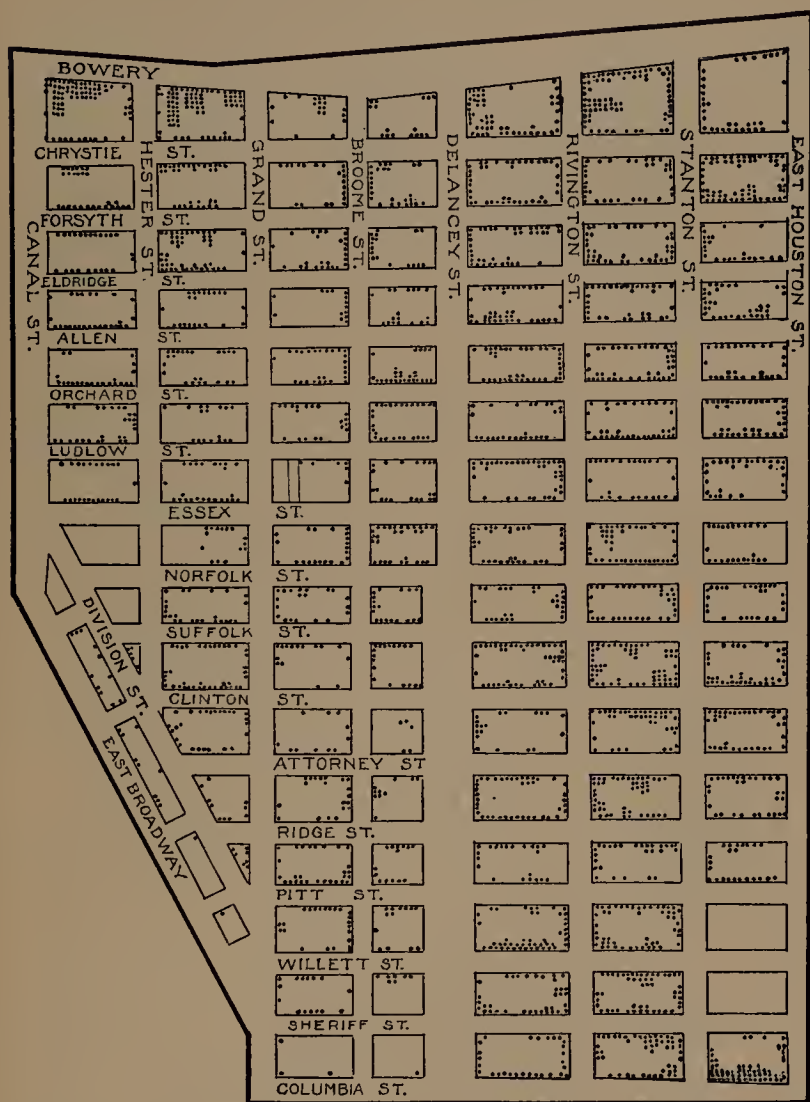 BOWERY
CHRYSTIE ST.
FORSYTH ST.
ELDRIDGE ST.
ALLEN ST.
ORCHARD ST.
LUDLOW ST.
ESSEX ST.
NORFOLK ST.
SUFFOLK ST.
CLINTON ST.
ATTORNEY ST
RIDGE ST.
PITT ST.
WILLETT ST.
SHERIFF ST.
COLUMBIA ST.
CANAL ST.
HESTER ST.
GRAND ST.
BROOME ST.
DELANCEY ST.
RIVINGTON ST.
STANTON ST.
EAST HOUSTON ST.
DIVISION ST.
EAST BROADWAY